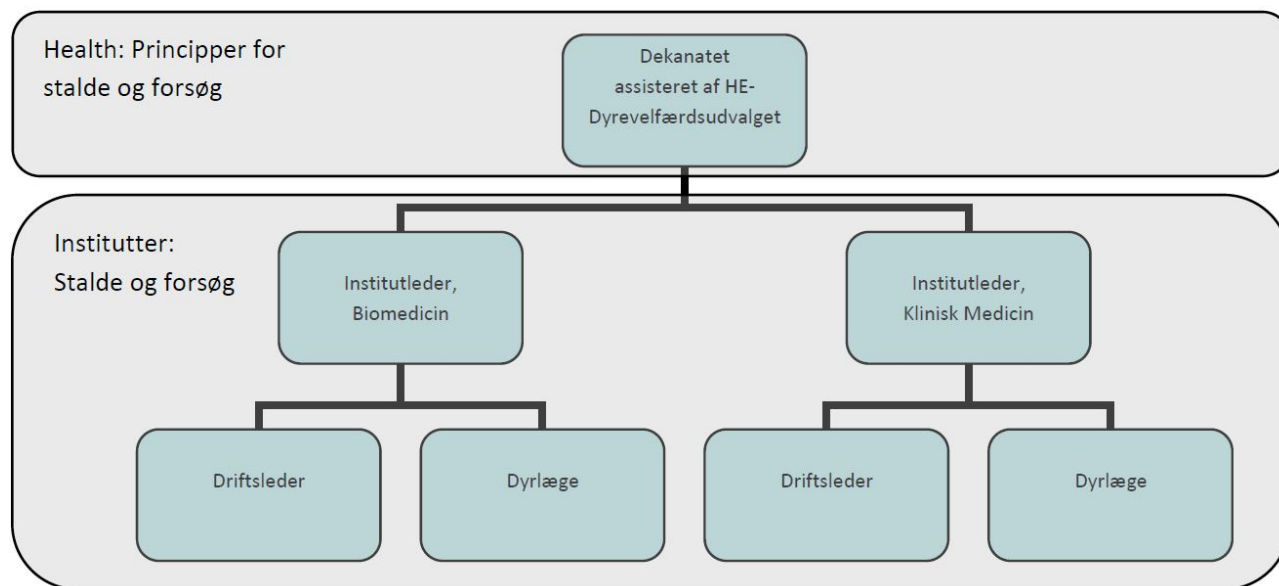 Health: Principper for
stalde og forsøg
Dekanatet
assisteret af HE-
Dyrevelfærdsudvalget
Institutter:
Stalde og forsøg
Institutleder,
Biomedicin
Institutleder,
Klinisk Medicin
Driftsleder
Dyrlæge
Driftsleder
Dyrlæge